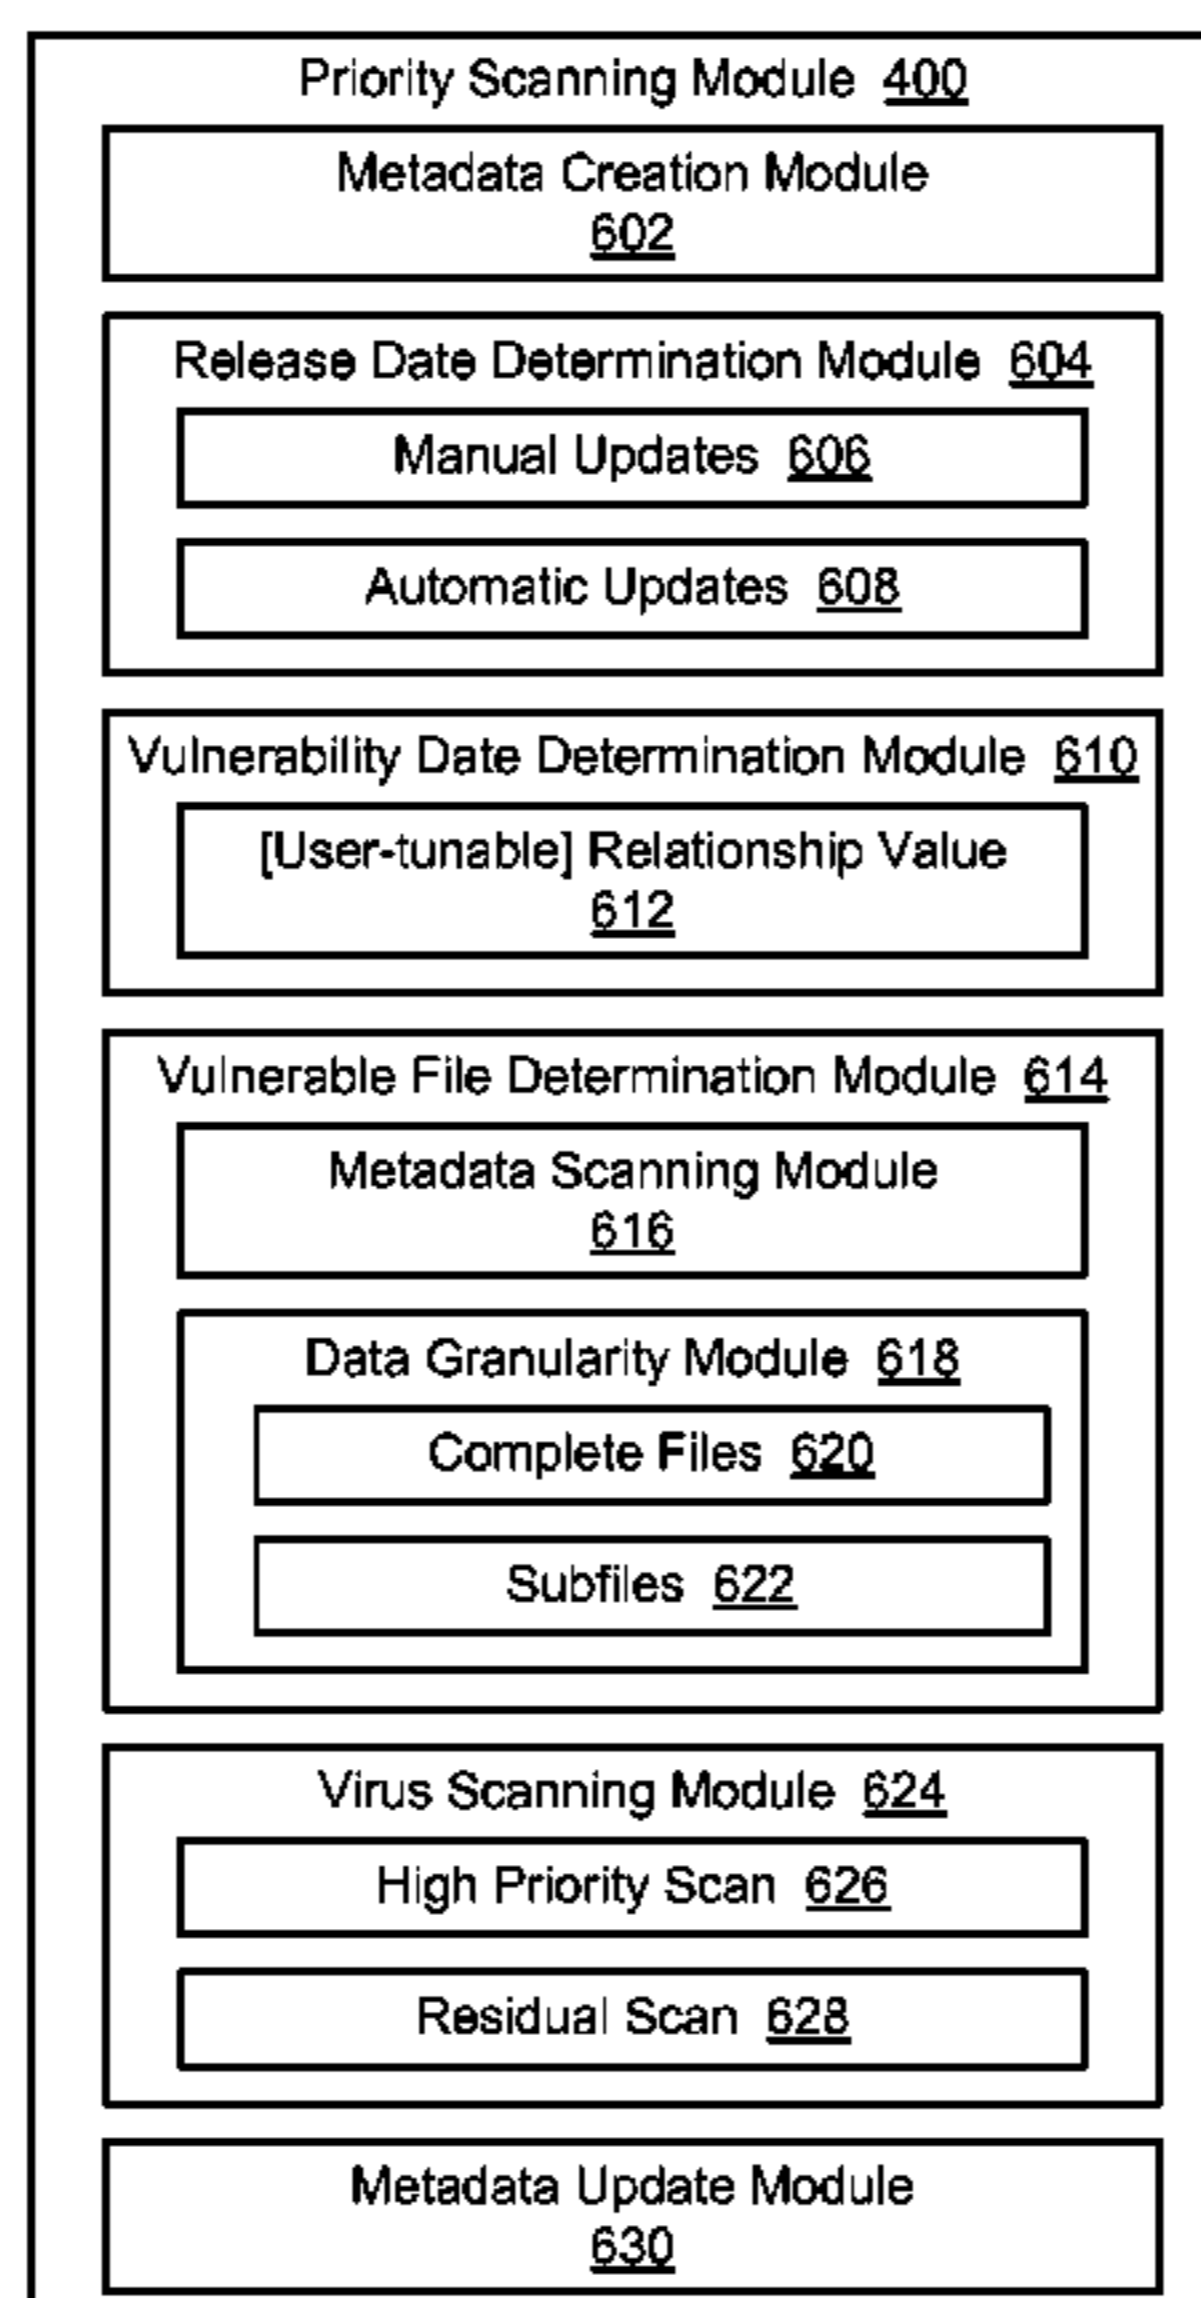 Priority Scanning Module 400
Metadata Creation Module
602
Release Date Determination Module 604
Manual Updates 606
Automatic Updates 608
Vulnerability Date Determination Module 610
[User-tunable] Relationship Value
612
Vulnerable File Determination Module 614
Metadata Scanning Module
616
Data Granularity Module 618
Complete Files 620
Subfiles 622
Virus Scanning Module 624
High Priority Scan 626
Residual Scan 628
Metadata Update Module
630